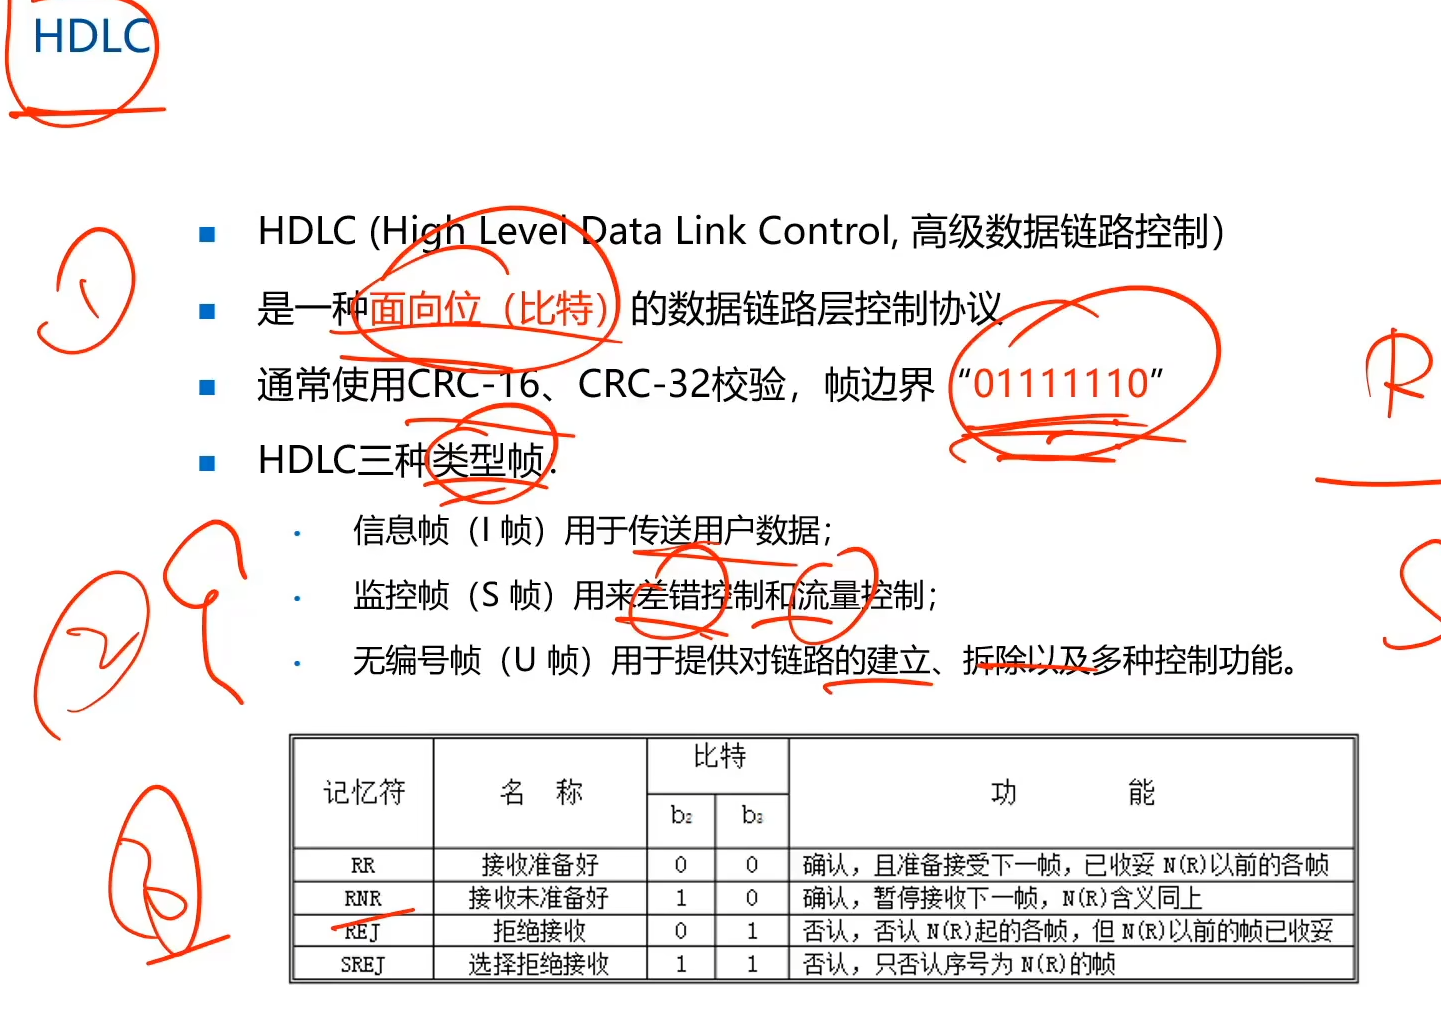 HDLC
HDLC (High Level Data Link Control, 高级数据链路控制)
是一种面向位（比特）的数据链路层控制协议
通常使用CRC-16、CRC-32校验，帧边界“01111110”
HDLC三种类型帧：
信息帧（I 帧）用于传送用户数据；
监控帧（S 帧）用来差错控制和流量控制；
无编号帧（U 帧）用于提供对链路的建立、拆除以及多种控制功能。
记忆符 名 称 比特 功 能
b₂ b₃
RR 接收准备好 0 0 确认，且准备接受下一帧，已收妥 N(R)以前的各帧
RNR 接收未准备好 1 0 确认，暂停接收下一帧，N(R)含义同上
REJ 拒绝接收 0 1 否认，否认 N(R)起的各帧，但 N(R)以前的帧已收妥
SREJ 选择拒绝接收 1 1 否认，只否认序号为 N(R)的帧
1
2
3
R
S